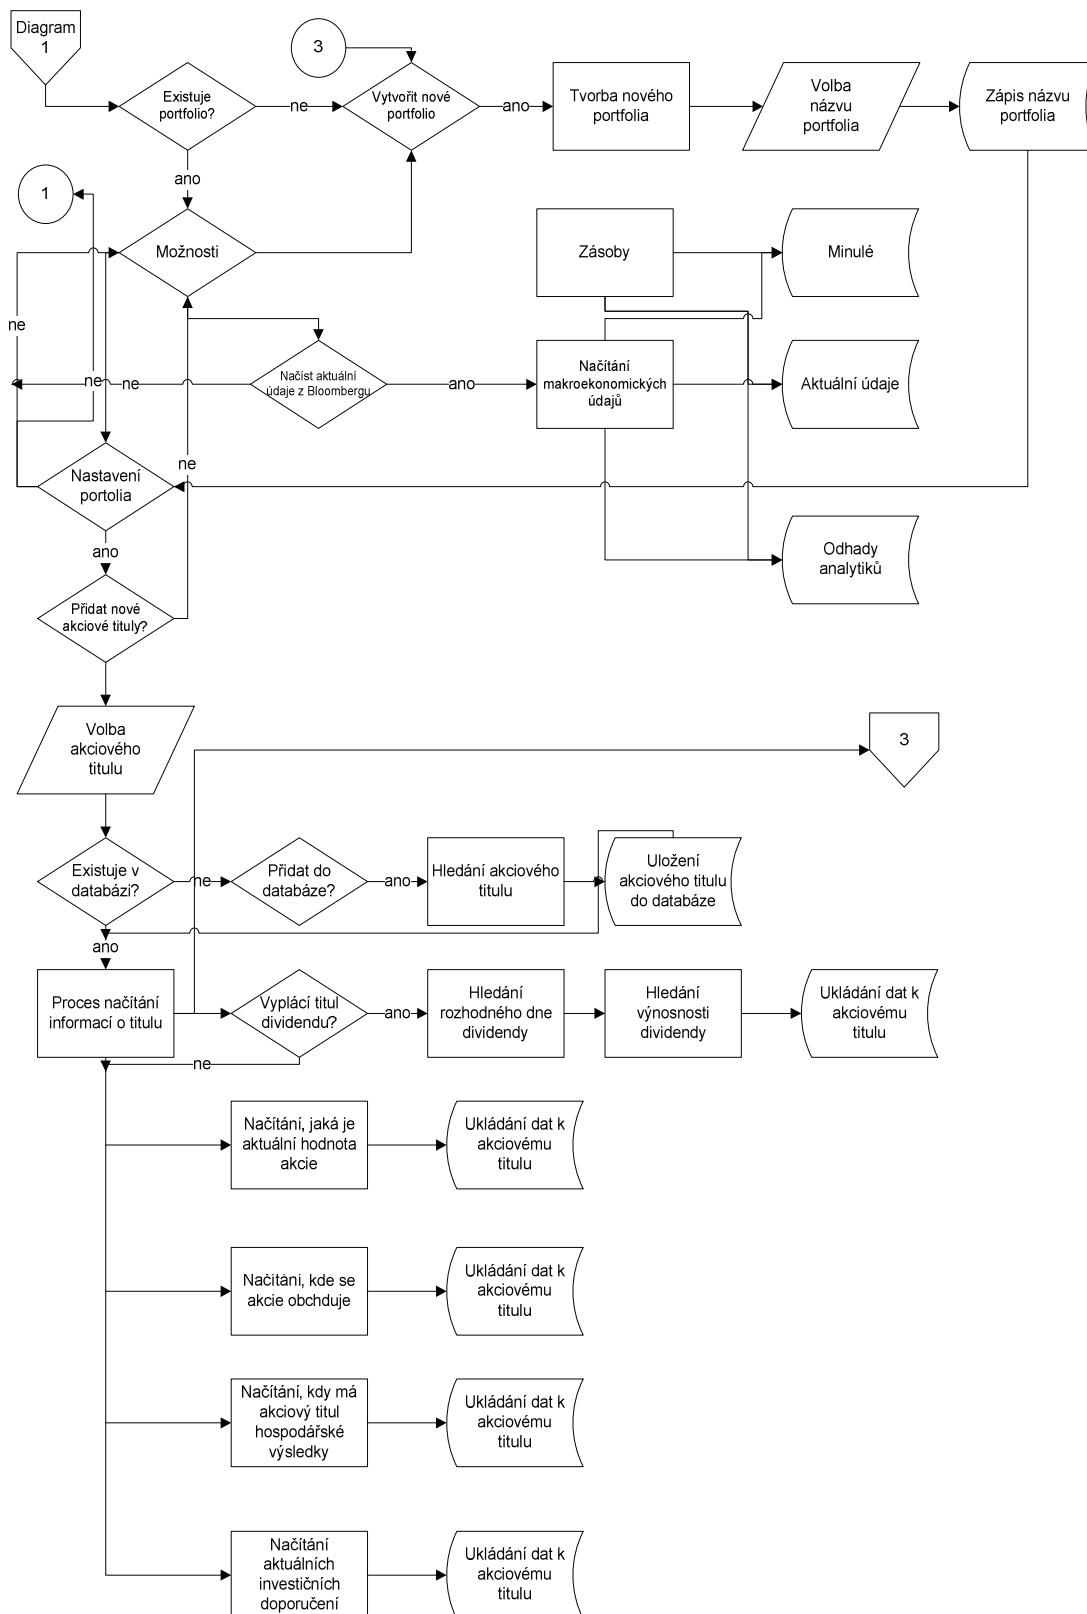 Diagram
1
3
Existuje
portfolio?
ne
Vytvořit nové
portfolio
ano
Tvorba nového
portfolia
Volba
názvu
portfolia
Zápis názvu
portfolia
ano
1
Možnosti
Zásoby
Minulé
ne
Načíst aktuální
údaje z Bloombergu
ne
ne
ano
Načítání
makroekonomických
údajů
Aktuální údaje
Nastavení
portolia
ne
ano
Odhady
analytiků
Přidat nové
akciové tituly?
Volba
akciového
titulu
3
Existuje v
databázi?
ne
Přidat do
databáze?
ano
Hledání akciového
titulu
Uložení
akciového titulu
do databáze
ano
Proces načítání
informací o titulu
Vyplácí titul
dividendu?
ano
Hledání
rozhodného dne
dividendy
Hledání
výnosnosti
dividendy
Ukládání dat k
akciovému
titulu
ne
Načítání, jaká je
aktuální hodnota
akcie
Ukládání dat k
akciovému
titulu
Načítání, kde se
akcie obchduje
Ukládání dat k
akciovému
titulu
Načítání, kdy má
akciový titul
hospodářské
výsledky
Ukládání dat k
akciovému
titulu
Načítání
aktuálních
investičních
doporučení
Ukládání dat k
akciovému
titulu